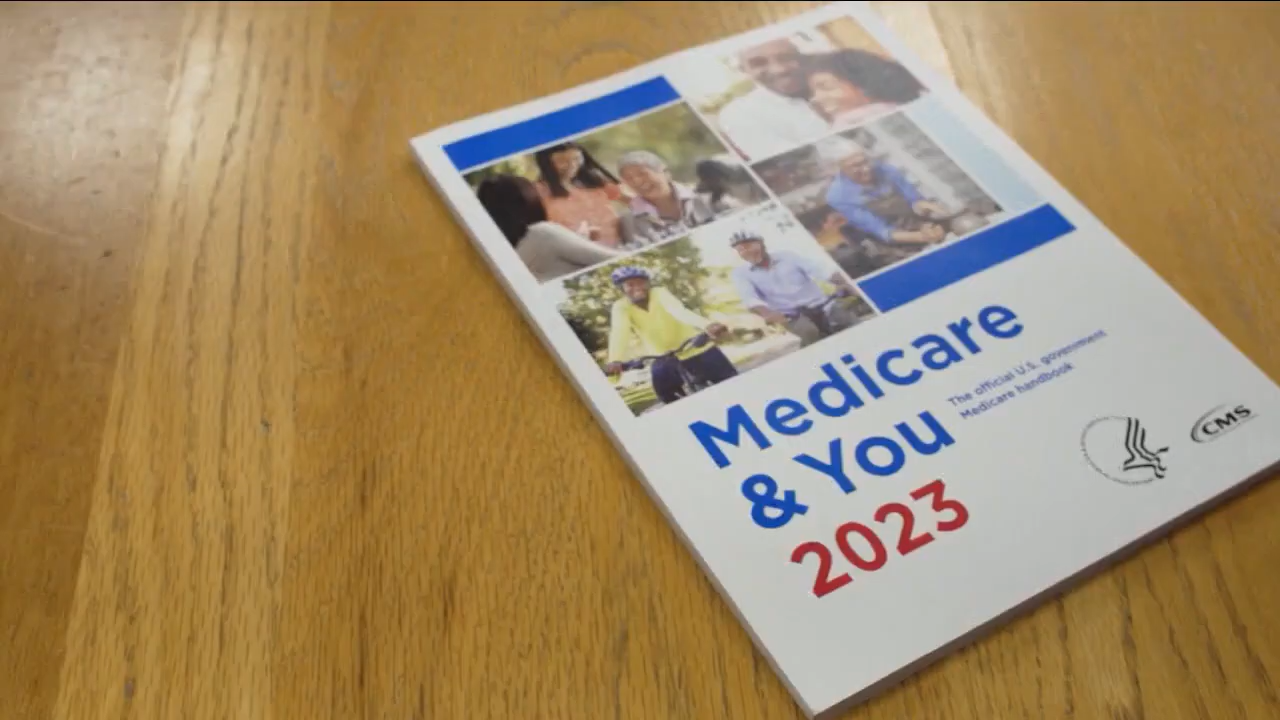 Medicare
& You
The official U.S. government
Medicare handbook
2023
CMS